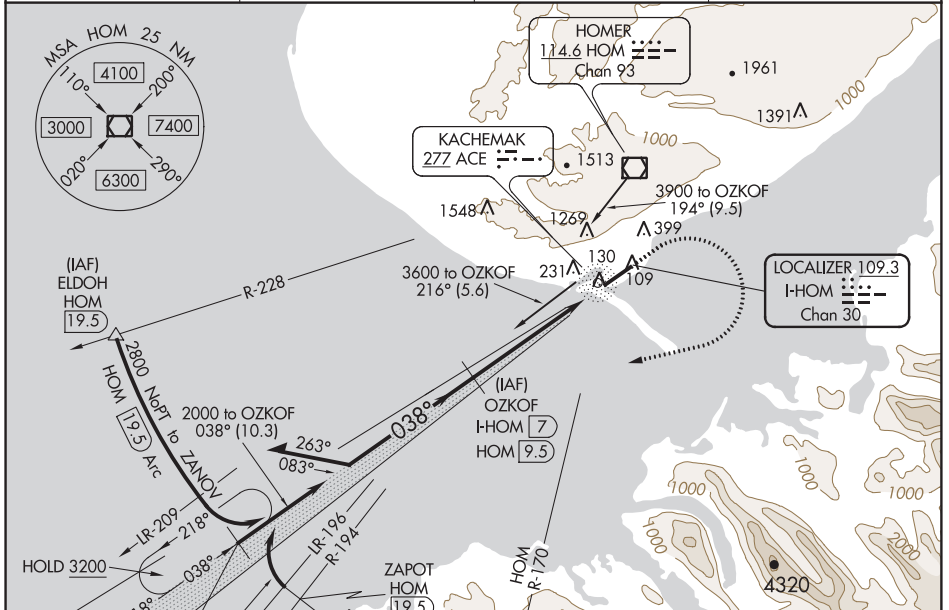 MSA HOM 25 NM
110°
4100
200°
3000
7400
020°
6300
290°
HOMER
114.6 HOM
Chan 93
1961
1391
1000
KACHEMAK
277 ACE
1513
1000
3900 to OZKOF
194° (9.5)
1548
1269
399
130
231
109
3600 to OZKOF
216° (5.6)
LOCALIZER 109.3
I-HOM
Chan 30
(IAF)
ELDOH
HOM
19.5
R-228
2800 NoPT to ZANOV
HOM 19.5 Arc
2000 to OZKOF
038° (10.3)
038°
(IAF)
OZKOF
I-HOM 7
HOM 9.5
263°
083°
LR-209
218°
HOLD 3200
038°
LR-196
R-194
HOM
R-170
ZAPOT
HOM
19.5
1000
1000
1000
1000
2000
4320